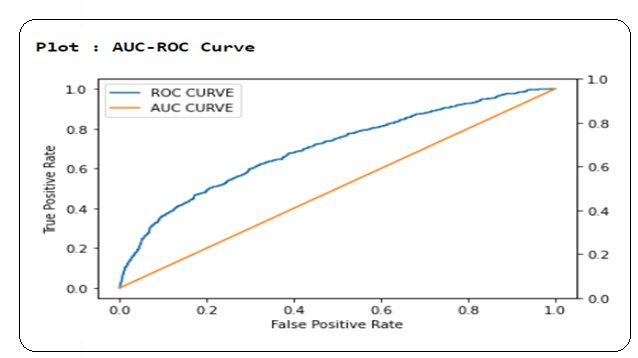 Plot : AUC-ROC Curve
ROC CURVE
AUC CURVE
True Positive Rate
1.0
0.8
0.6
0.4
0.2
0.0
1.0
0.8
0.6
0.4
0.2
0.0
0.0 0.2 0.4 0.6 0.8 1.0
False Positive Rate